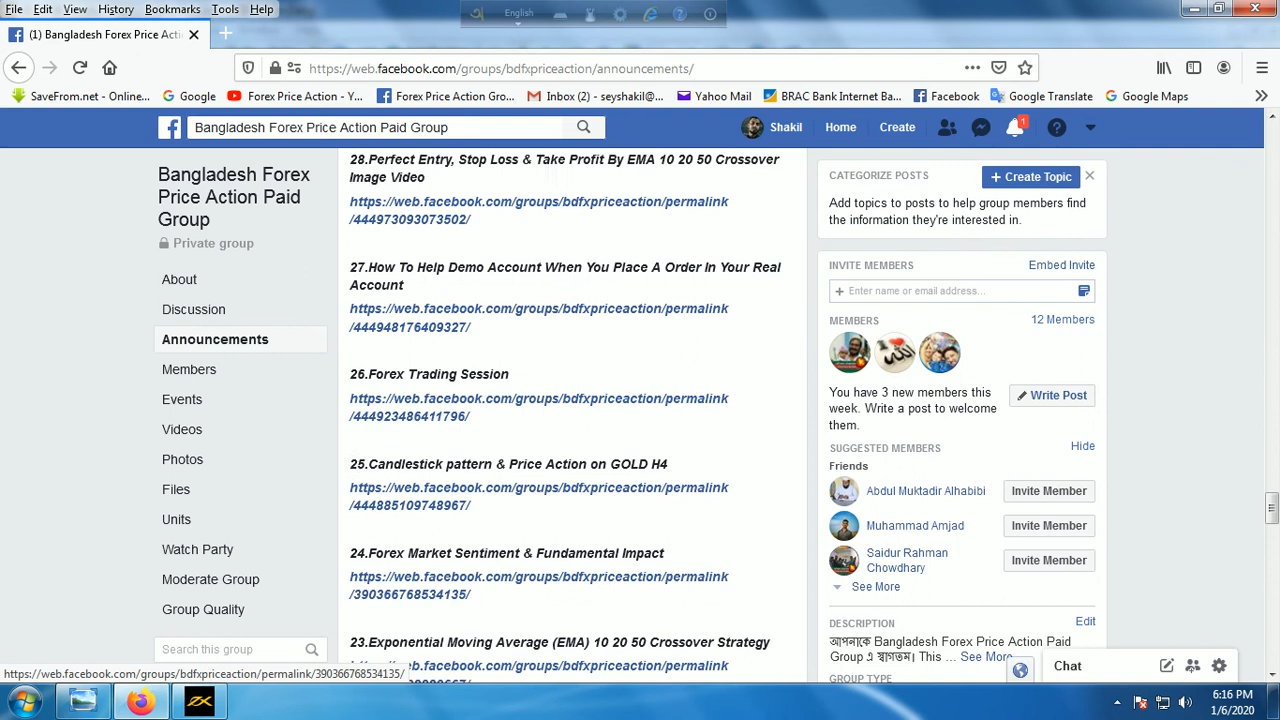 File Edit View History Bookmarks Tools Help
English
(1) Bangladesh Forex Price Acti
https://web.facebook.com/groups/bdfxpriceaction/announcements/
SaveFrom.net - Online...
Google
Forex Price Action - Y...
Forex Price Action Gro...
Inbox (2) - seyshakil@...
Yahoo Mail
BRAC Bank Internet Ba...
Facebook
Google Translate
Google Maps
Bangladesh Forex Price Action Paid Group
Shakil
Home
Create
1
Bangladesh Forex
Price Action Paid
Group
Private group
About
Discussion
Announcements
Members
Events
Videos
Photos
Files
Units
Watch Party
Moderate Group
Group Quality
Search this group
28.Perfect Entry, Stop Loss & Take Profit By EMA 10 20 50 Crossover
Image Video
https://web.facebook.com/groups/bdfxpriceaction/permalink
/444973093073502/
27.How To Help Demo Account When You Place A Order In Your Real
Account
https://web.facebook.com/groups/bdfxpriceaction/permalink
/444948176409327/
26.Forex Trading Session
https://web.facebook.com/groups/bdfxpriceaction/permalink
/444923486411796/
25.Candlestick pattern & Price Action on GOLD H4
https://web.facebook.com/groups/bdfxpriceaction/permalink
/444885109748967/
24.Forex Market Sentiment & Fundamental Impact
https://web.facebook.com/groups/bdfxpriceaction/permalink
/390366768534135/
23.Exponential Moving Average (EMA) 10 20 50 Crossover Strategy
CATEGORIZE POSTS
+ Create Topic
Add topics to posts to help group members find
the information they're interested in.
INVITE MEMBERS
Embed Invite
+ Enter name or email address...
MEMBERS
12 Members
You have 3 new members this
week. Write a post to welcome
them.
Write Post
SUGGESTED MEMBERS
Hide
Friends
Abdul Muktadir Alhabibi
Invite Member
Muhammad Amjad
Invite Member
Saidur Rahman
Chowdhary
Invite Member
See More
DESCRIPTION
Edit
আপনাকে Bangladesh Forex Price Action Paid
Group এ স্বাগতম। This ... See More
GROUP TYPE
Chat
https://web.facebook.com/groups/bdfxpriceaction/permalink/390366768534135/
6:16 PM
1/6/2020